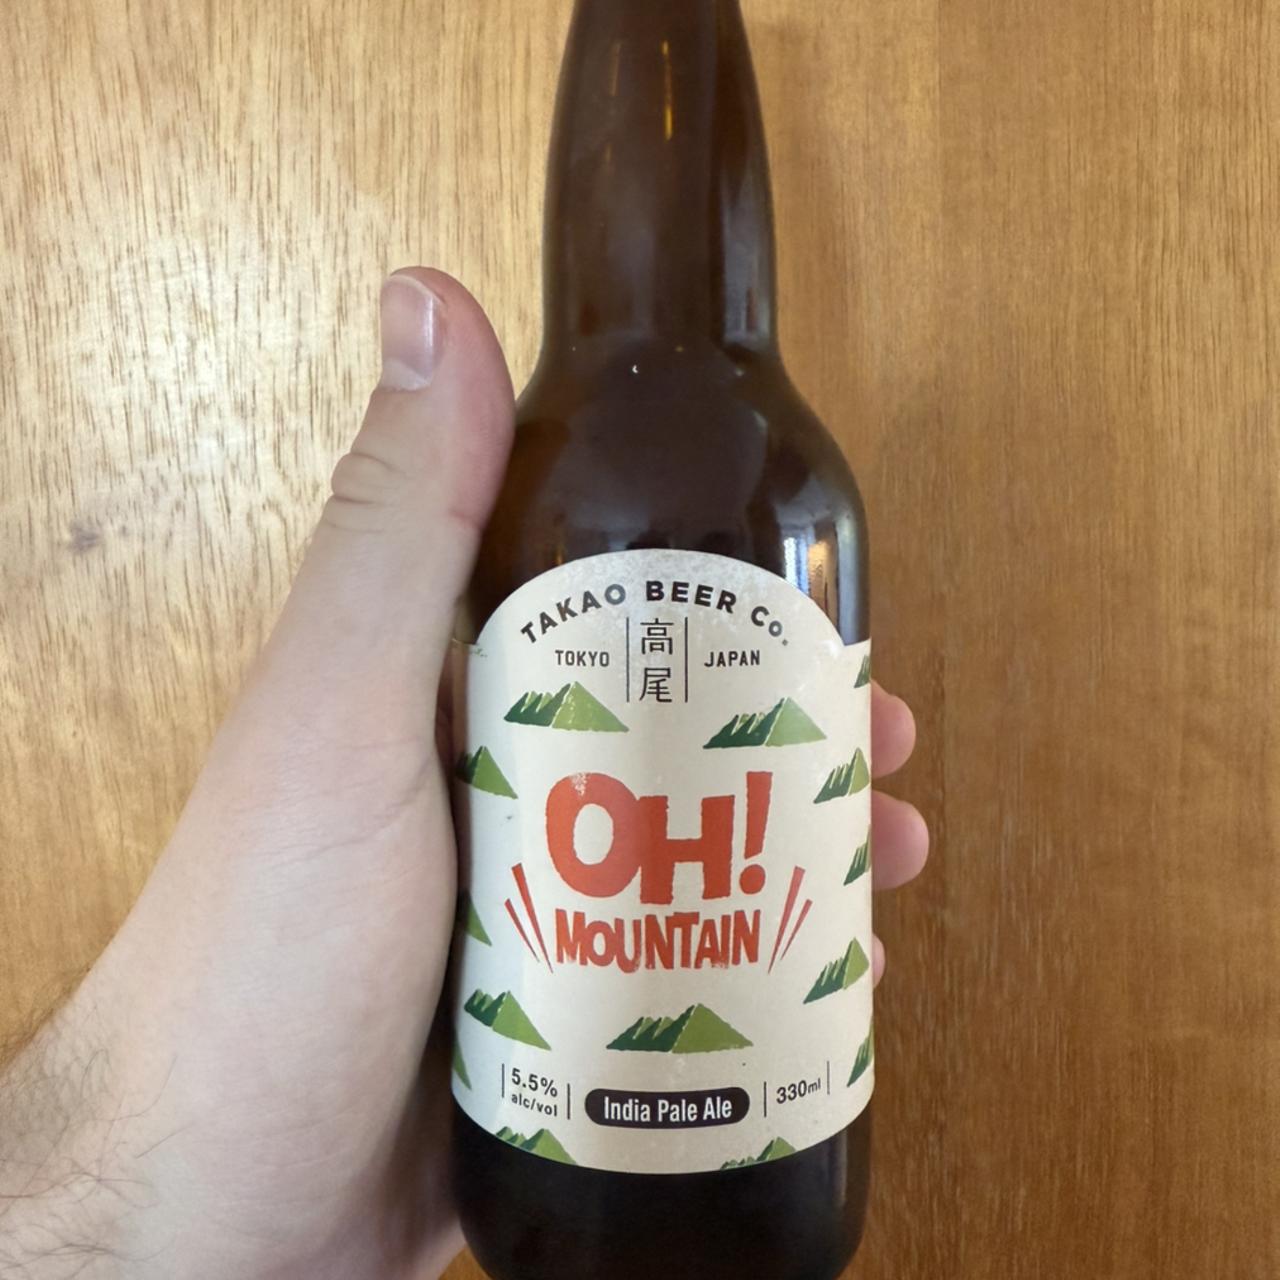 TAKAO BEER Co.
TOKYO 高尾 JAPAN
OH!
MOUNTAIN
5.5% alc/vol
India Pale Ale
330ml